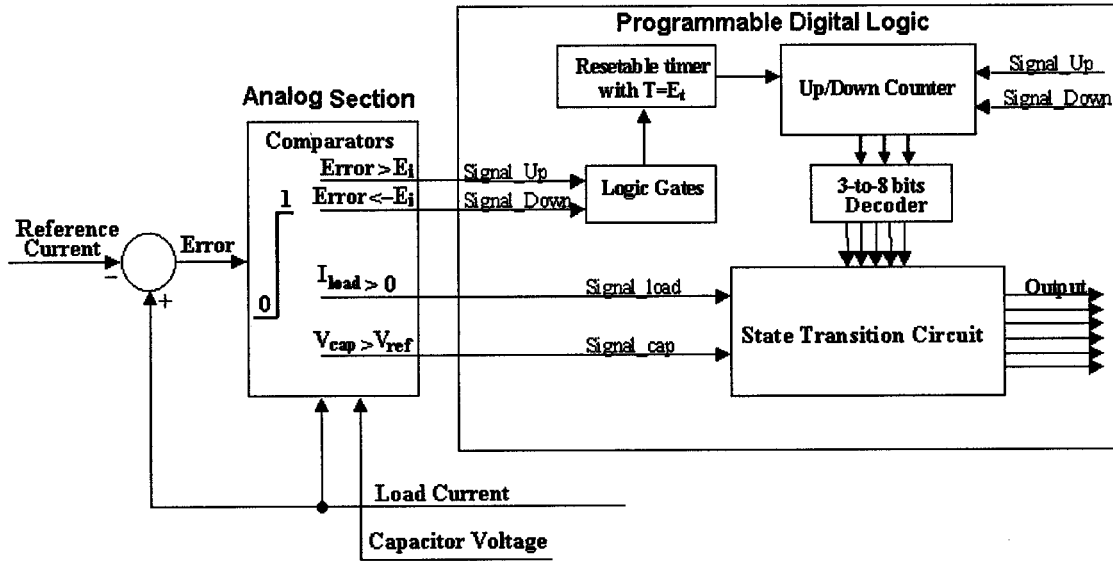 Programmable Digital Logic
Resetable timer
with T=Et
Up/Down Counter
Signal_Up
Signal_Down
Analog Section
Comparators
Error>Ei
Error<-Ei
Signal_Up
Signal_Down
Logic Gates
3-to-8 bits
Decoder
1
0
Reference
Current
Error
−
+
Iload>0
Signal_load
Vcap>Vref
Signal_cap
State Transition Circuit
Output
Load Current
Capacitor Voltage